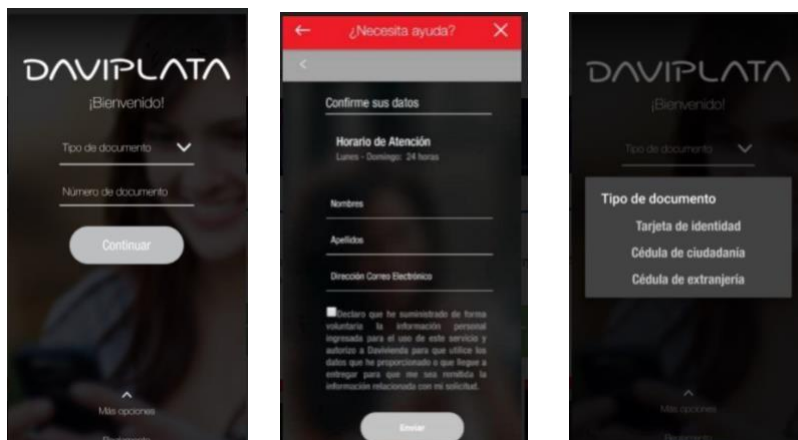 DAVIPLATA
¡Bienvenido!
Tipo de documento
Número de documento
Continuar
Más opciones
¿Necesita ayuda?
Confirme sus datos
Horario de Atención
Lunes - Domingo: 24 horas
Nombres
Apellidos
Dirección Correo Electrónico
Declaro que he suministrado de forma
voluntaria la información personal
ingresada para el uso de este servicio y
autorizo a Davivienda para que utilice los
datos que he proporcionado o que llegue a
entregar para que me sea remitida la
información relacionada con mi solicitud.
Enviar
DAVIPLATA
¡Bienvenido!
Tipo de documento
Tipo de documento
Tarjeta de identidad
Cédula de ciudadanía
Cédula de extranjería
Más opciones